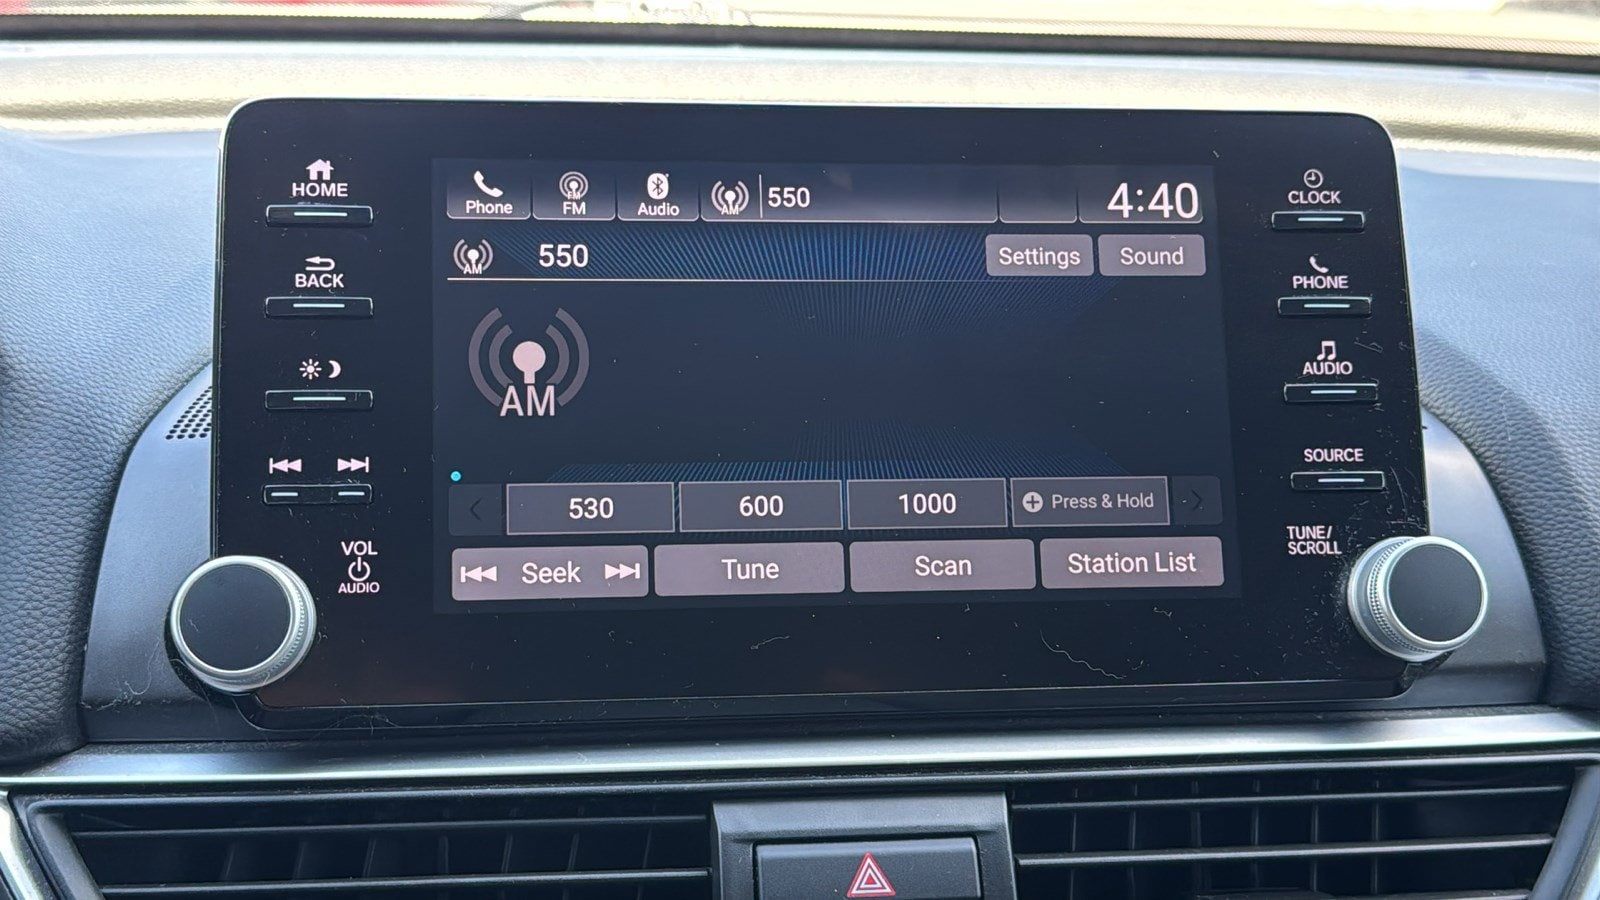 HOME
BACK
VOL
AUDIO
Phone
FM
FM
Audio
AM
550
4:40
AM
550
Settings
Sound
AM
530
600
1000
Press & Hold
Seek
Tune
Scan
Station List
CLOCK
PHONE
AUDIO
SOURCE
TUNE/
SCROLL